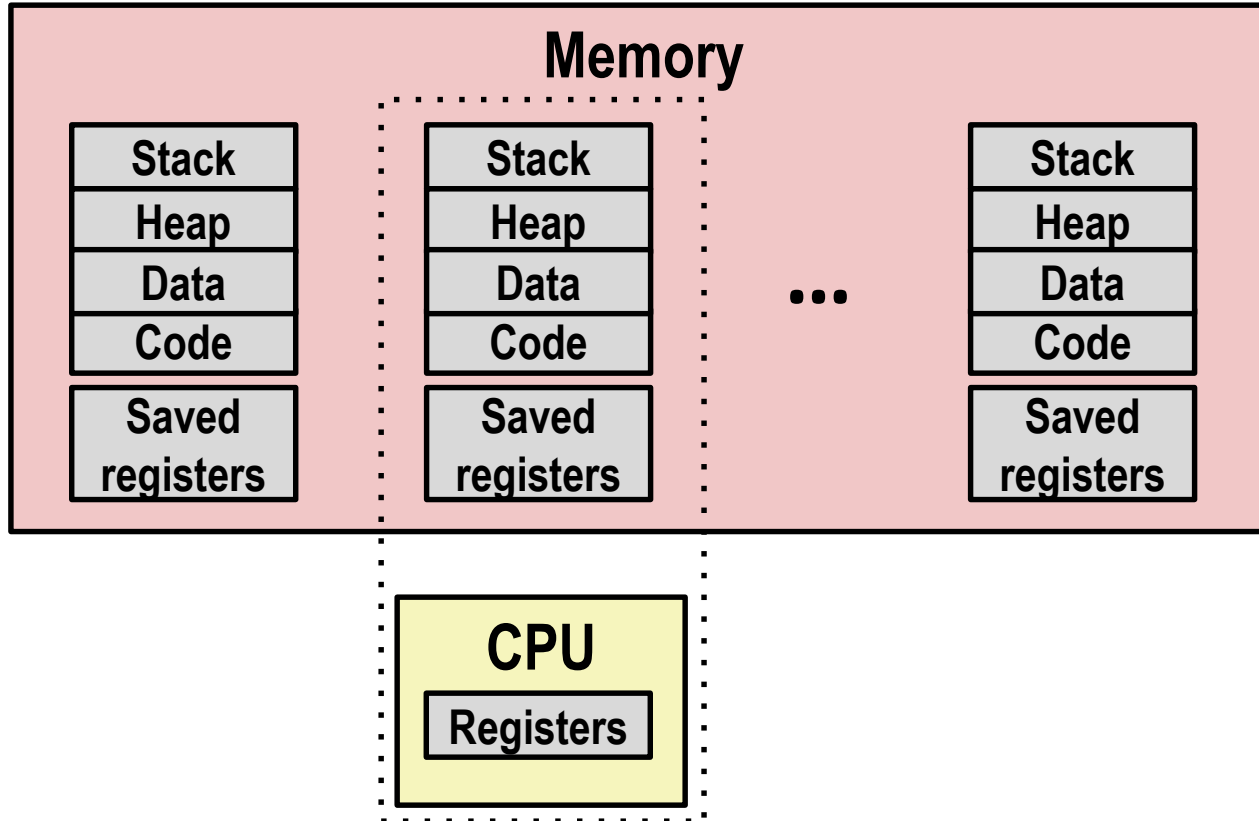 Memory
Stack
Heap
Data
Code
Saved
registers
Stack
Heap
Data
Code
Saved
registers
...
Stack
Heap
Data
Code
Saved
registers
CPU
Registers